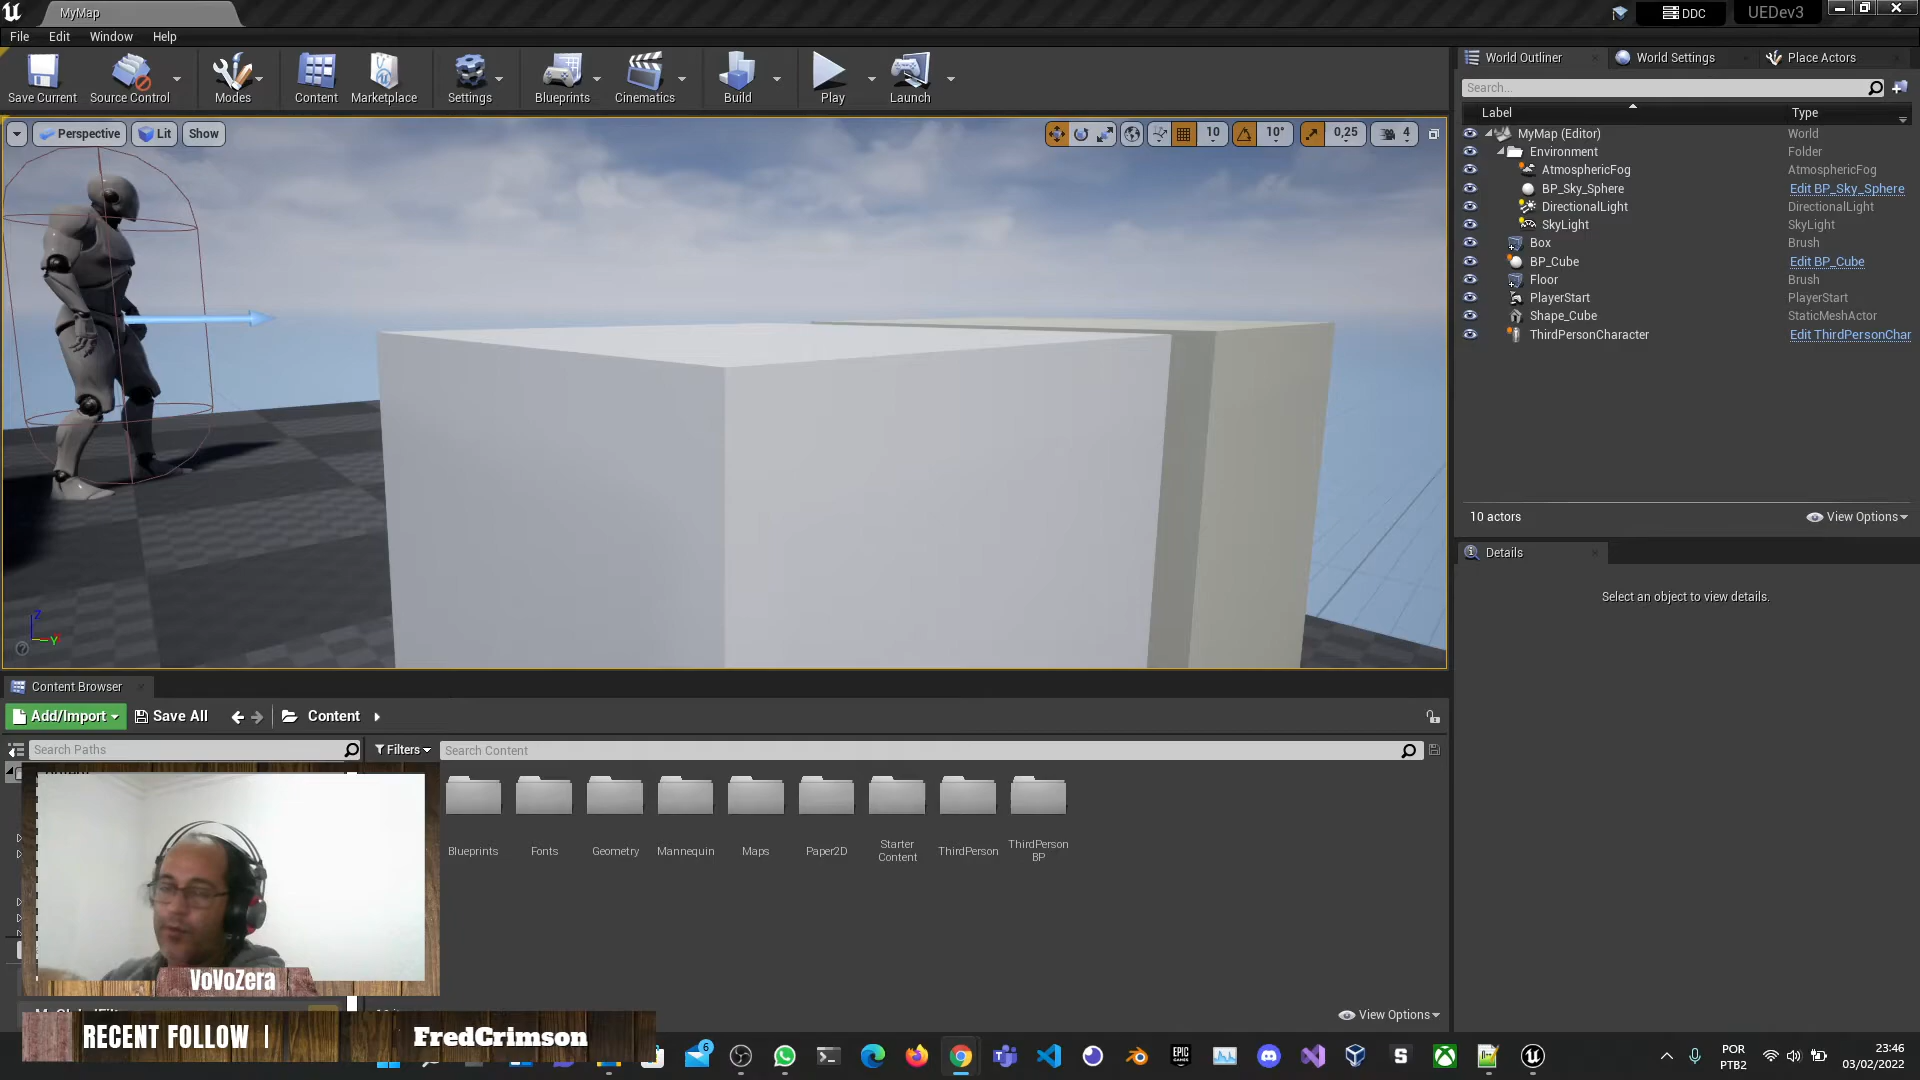 MyMap
DDC
UEDev3
File Edit Window Help
Save Current
Source Control
Modes
Content
Marketplace
Settings
Blueprints
Cinematics
Build
Play
Launch
Perspective
Lit
Show
10
10°
0,25
4
Z
Y
World Outliner
World Settings
Place Actors
Search...
Label Type
MyMap (Editor) World
Environment Folder
AtmosphericFog AtmosphericFog
BP_Sky_Sphere Edit BP_Sky_Sphere
DirectionalLight DirectionalLight
SkyLight SkyLight
Box Brush
BP_Cube Edit BP_Cube
Floor Brush
PlayerStart PlayerStart
Shape_Cube StaticMeshActor
ThirdPersonCharacter Edit ThirdPersonChar
10 actors
View Options
Details
Select an object to view details.
Content Browser
Add/Import
Save All
Content
Search Paths
Filters
Search Content
Blueprints
Fonts
Geometry
Mannequin
Maps
Paper2D
Starter
Content
ThirdPerson
ThirdPerson
BP
VoVoZera
View Options
RECENT FOLLOW |
FredCrimson
6
EPIC
GAMES
S
POR
PTB2
23:46
03/02/2022